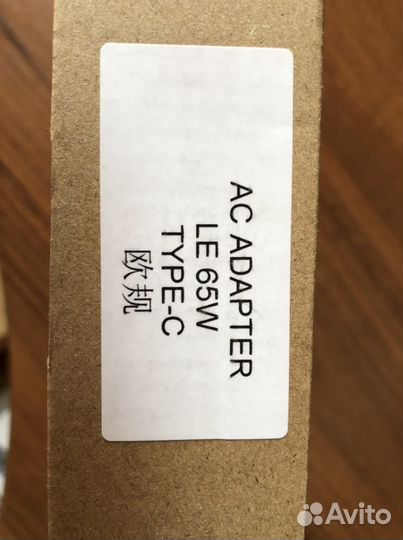 AC ADAPTER
LE 65W
TYPE-C
欧规
Avito